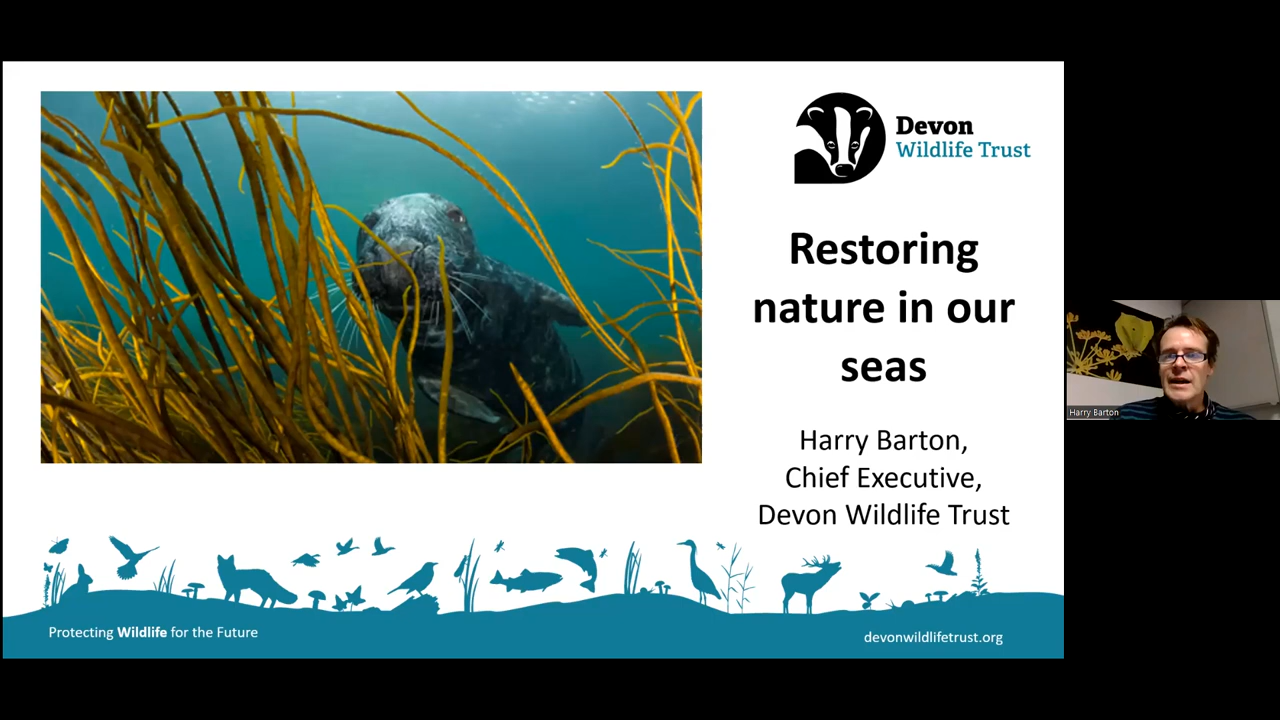 Devon
Wildlife Trust
Restoring
nature in our
seas
Harry Barton,
Chief Executive,
Devon Wildlife Trust
Harry Barton
Protecting Wildlife for the Future
devonwildlifetrust.org